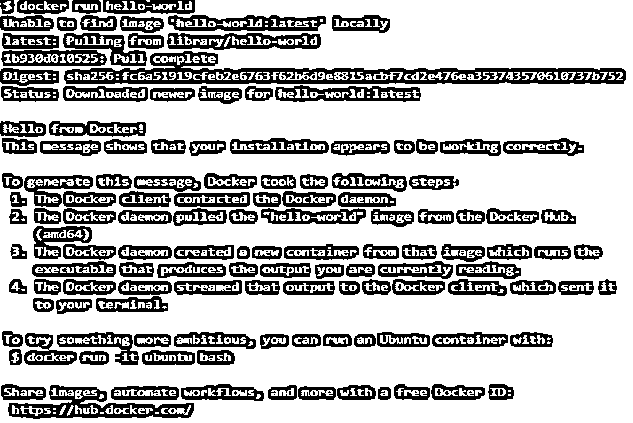 $ docker run hello-world
Unable to find image 'hello-world:latest' locally
latest: Pulling from library/hello-world
1b930d010525: Pull complete
Digest: sha256:fc6a51919cfeb2e6763f62b6d9e8815acbf7cd2e476ea353743570610737b752
Status: Downloaded newer image for hello-world:latest

Hello from Docker!
This message shows that your installation appears to be working correctly.

To generate this message, Docker took the following steps:
 1. The Docker client contacted the Docker daemon.
 2. The Docker daemon pulled the "hello-world" image from the Docker Hub.
    (amd64)
 3. The Docker daemon created a new container from that image which runs the
    executable that produces the output you are currently reading.
 4. The Docker daemon streamed that output to the Docker client, which sent it
    to your terminal.

To try something more ambitious, you can run an Ubuntu container with:
 $ docker run -it ubuntu bash

Share images, automate workflows, and more with a free Docker ID:
 https://hub.docker.com/